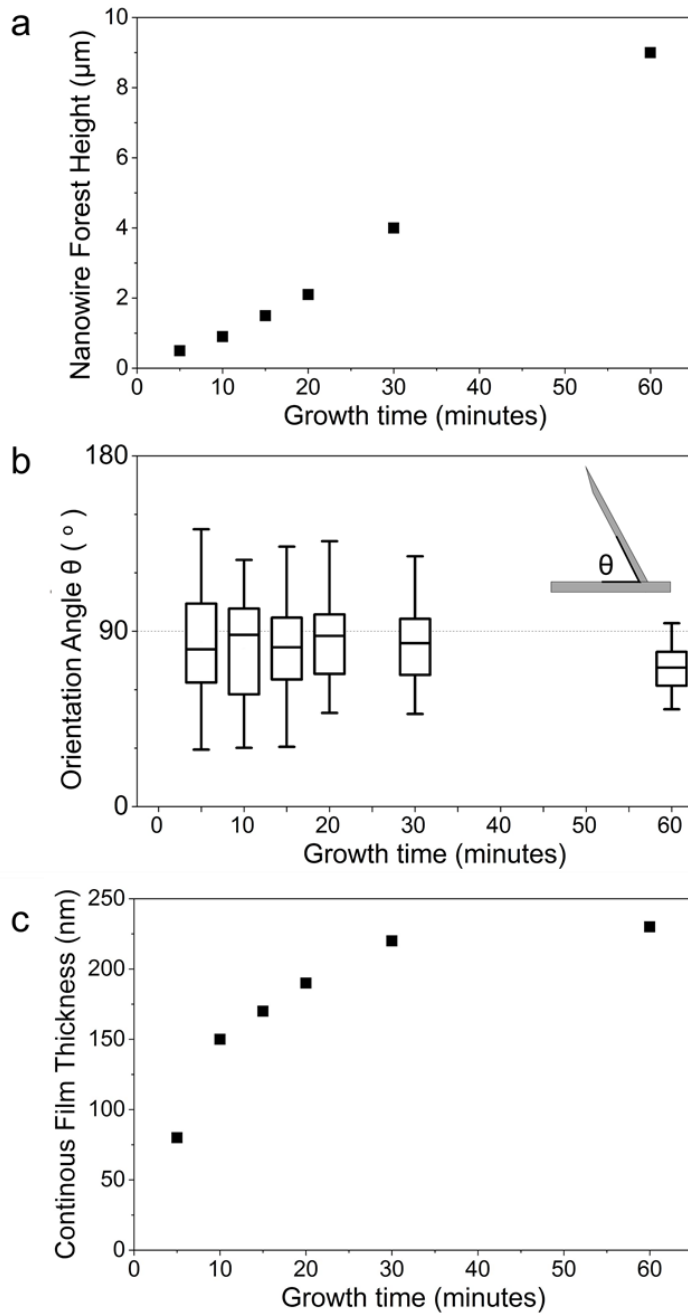 a
Nanowire Forest Height (µm)
10
8
6
4
2
0
0 10 20 30 40 50 60
Growth time (minutes)
b
Orientation Angle θ ( ° )
180
90
0
θ
0 10 20 30 40 50 60
Growth time (minutes)
c
Continous Film Thickness (nm)
250
200
150
100
50
0
0 10 20 30 40 50 60
Growth time (minutes)